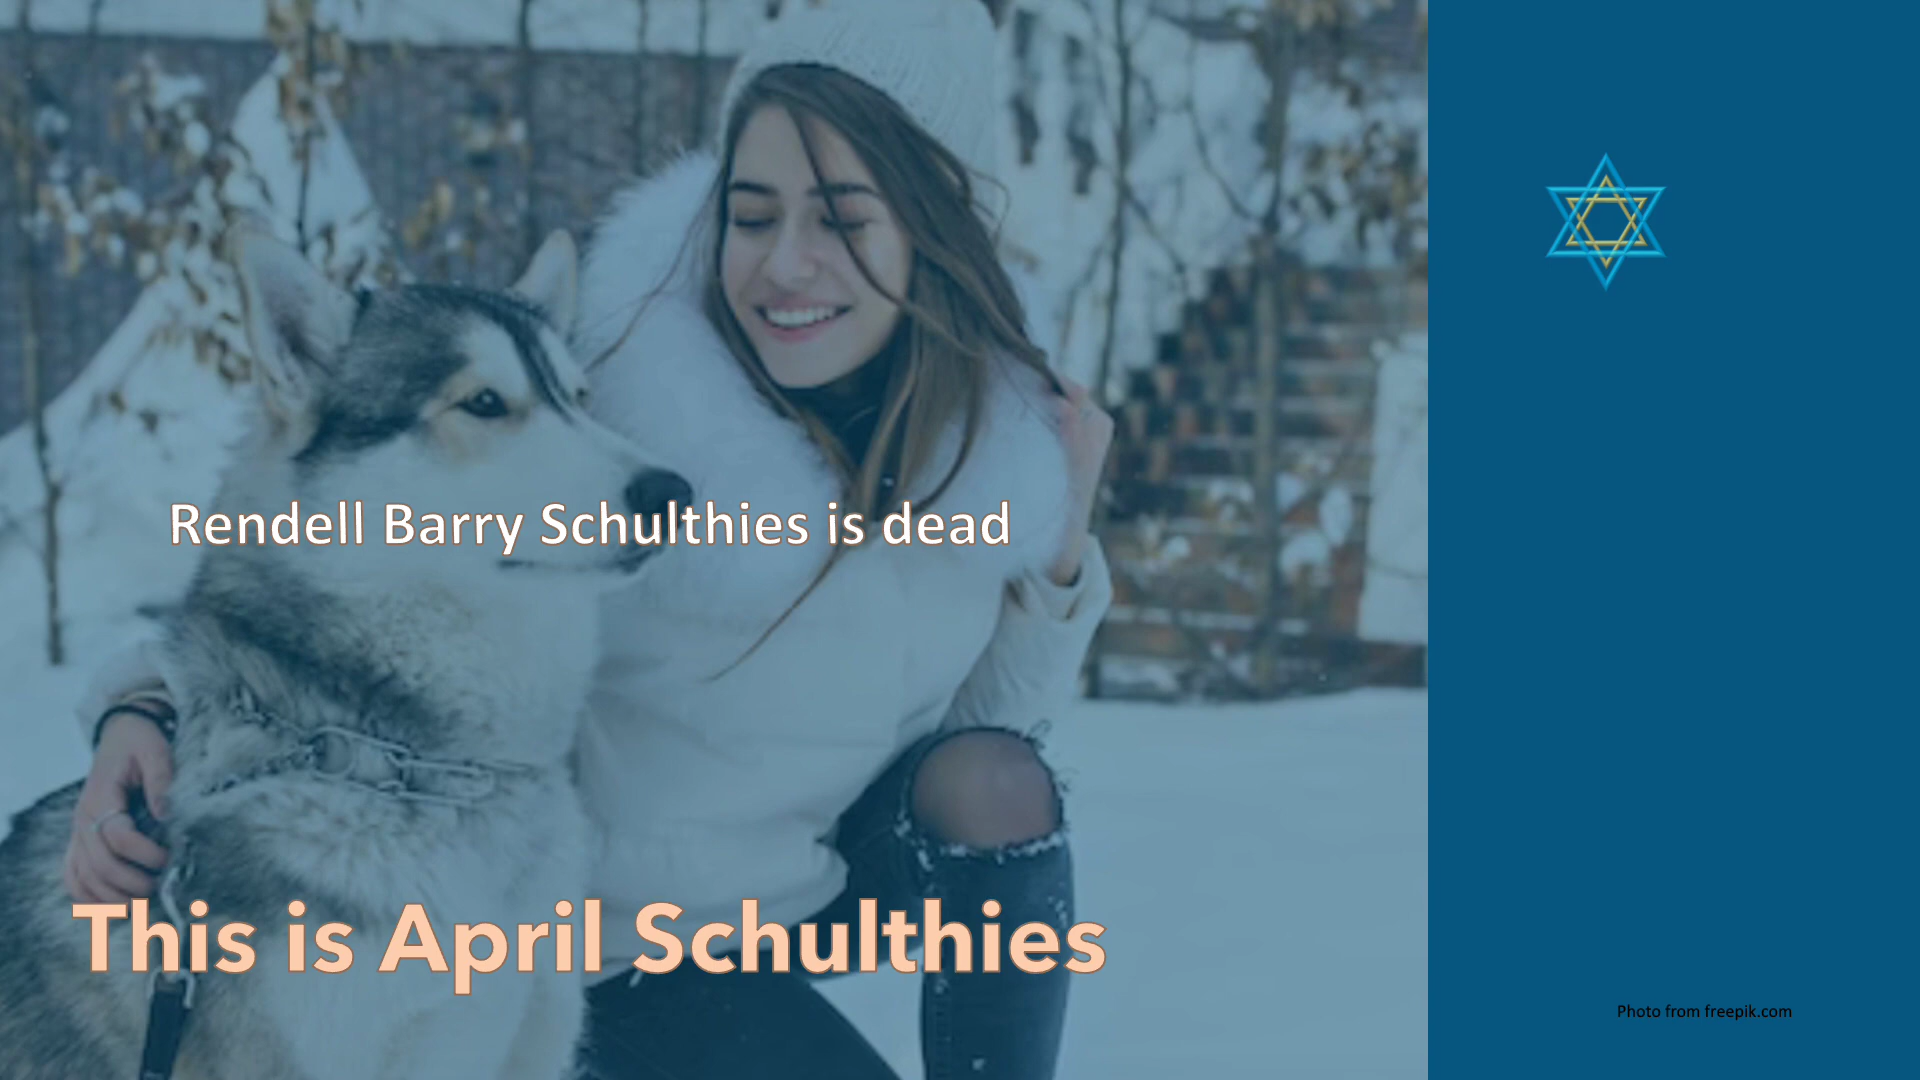 Rendell Barry Schulthies is dead
This is April Schulthies
Photo from freepik.com